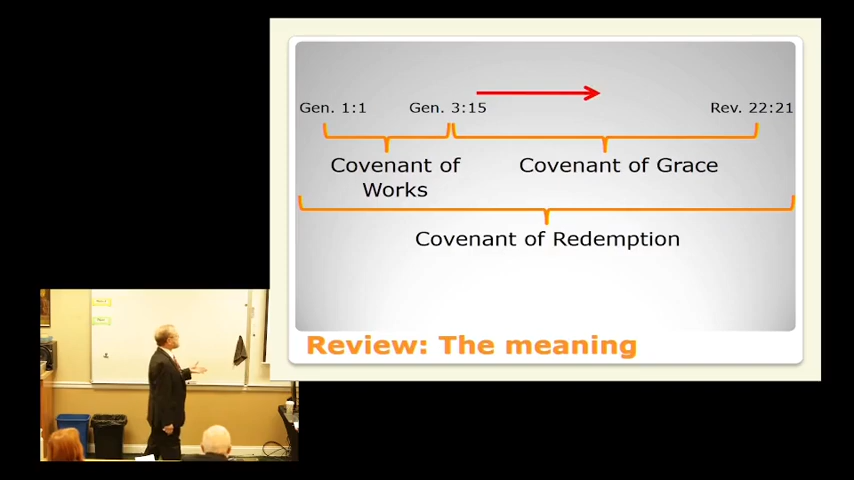 Gen. 1:1 Gen. 3:15 Rev. 22:21
Covenant of Works
Covenant of Grace
Covenant of Redemption
Review: The meaning